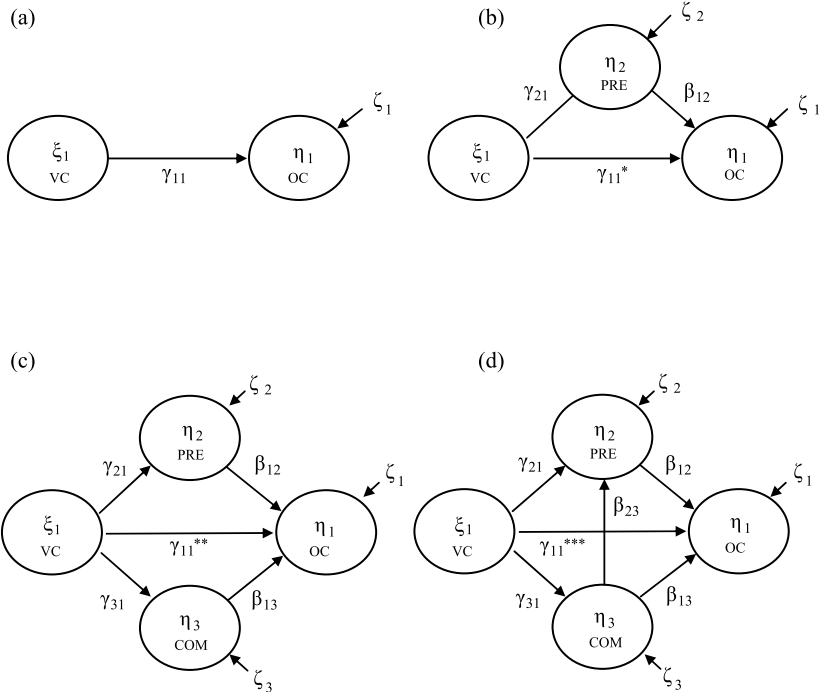 (a)
ξ1
VC
γ11
η1
OC
ζ1
(b)
ζ2
η2
PRE
γ21
β12
ζ1
ξ1
VC
γ11*
η1
OC
(c)
ζ2
η2
PRE
γ21
β12
ζ1
ξ1
VC
γ11**
η1
OC
γ31
β13
η3
COM
ζ3
(d)
ζ2
η2
PRE
γ21
β12
ζ1
β23
ξ1
VC
γ11***
η1
OC
γ31
β13
η3
COM
ζ3